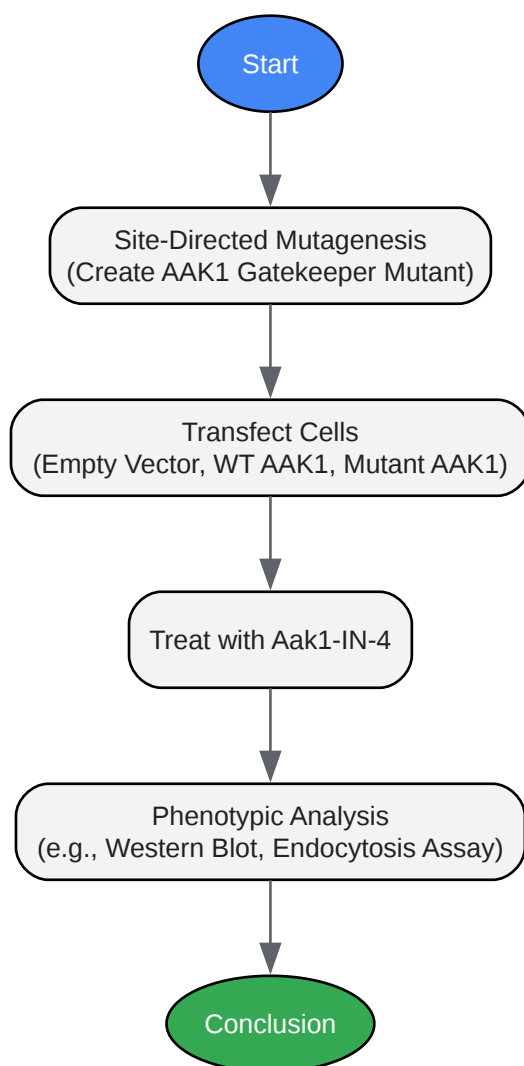 Start
Site-Directed Mutagenesis
(Create AAK1 Gatekeeper Mutant)
Transfect Cells
(Empty Vector, WT AAK1, Mutant AAK1)
Treat with Aak1-IN-4
Phenotypic Analysis
(e.g., Western Blot, Endocytosis Assay)
Conclusion